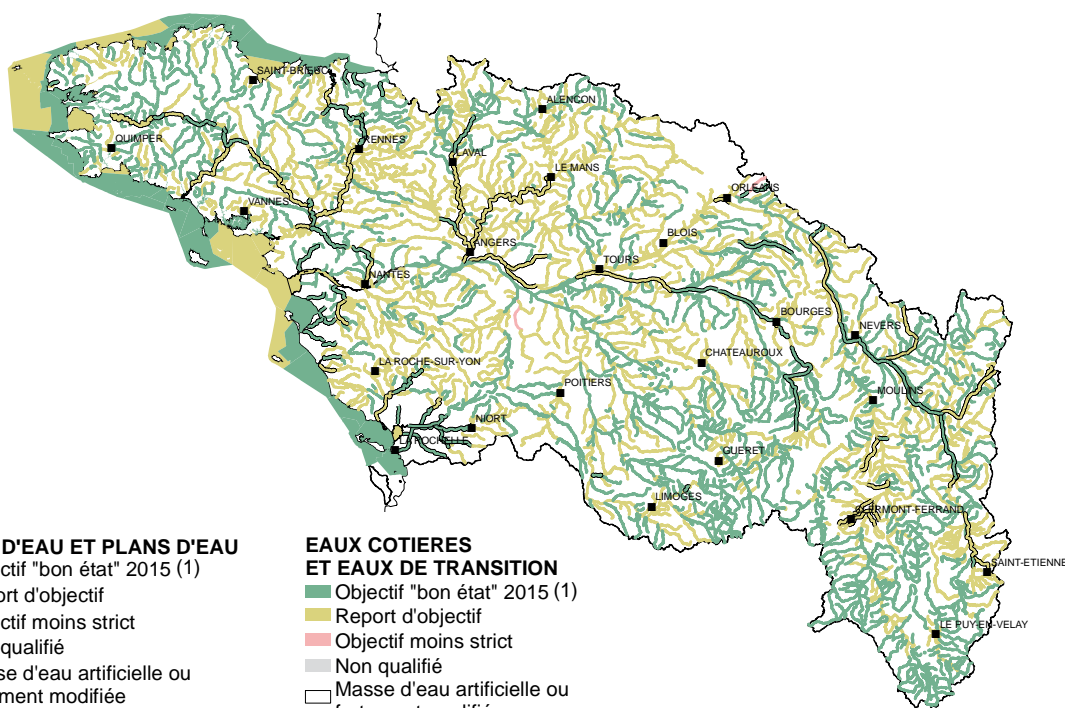 SAINT-BRIEUC
ALENCON
QUIMPER
RENNES
LAVAL
LE MANS
ORLEANS
VANNES
BLOIS
ANGERS
TOURS
NANTES
BOURGES
NEVERS
CHATEAUROUX
LA ROCHE-SUR-YON
POITIERS
MOULINS
NIORT
LA ROCHELLE
GUERET
LIMOGES
CLERMONT-FERRAND
SAINT-ETIENNE
LE PUY-EN-VELAY
D'EAU ET PLANS D'EAU
ctif "bon état" 2015 (1)
rt d'objectif
ctif moins strict
qualifié
se d'eau artificielle ou
ment modifiée
EAUX COTIERES
ET EAUX DE TRANSITION
Objectif "bon état" 2015 (1)
Report d'objectif
Objectif moins strict
Non qualifié
Masse d'eau artificielle ou